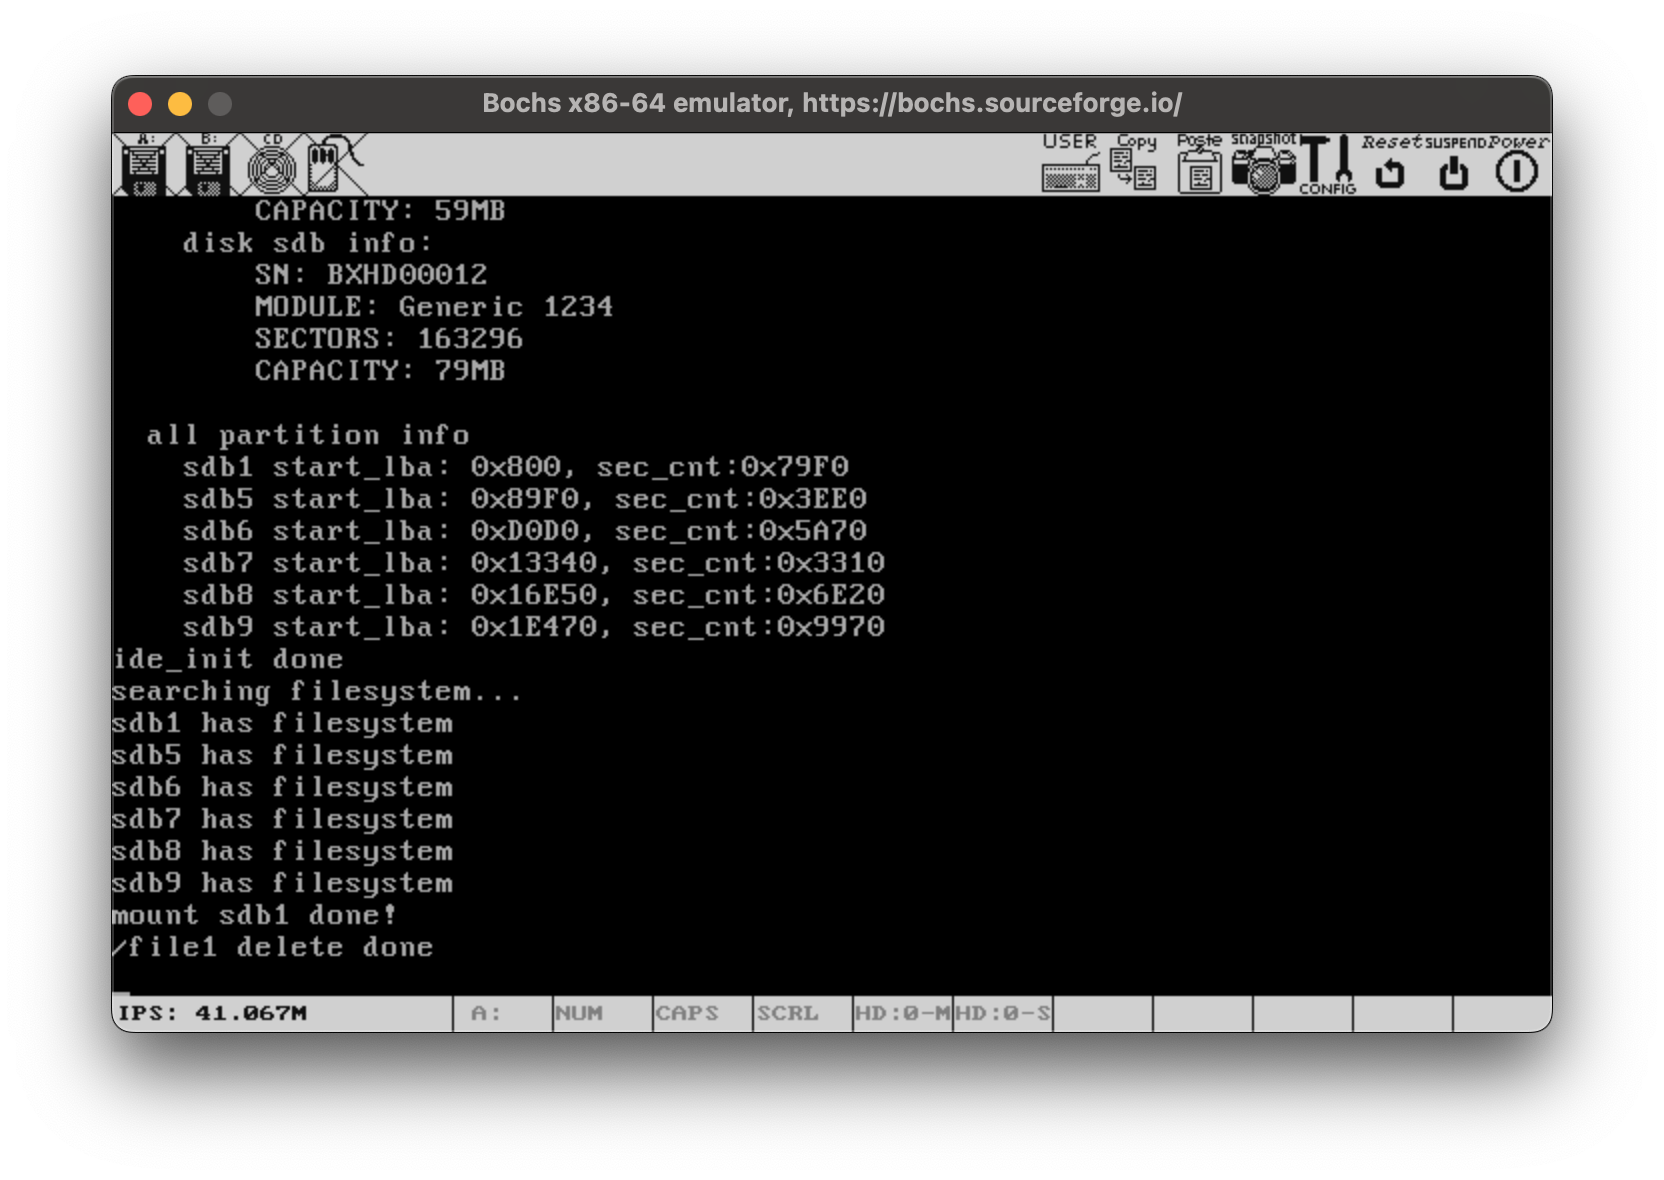 Bochs x86-64 emulator, https://bochs.sourceforge.io/
A: B: CD USER Copy Paste snapshot CONFIG Reset SUSPEND Power
CAPACITY: 59MB
disk sdb info:
SN: BXHD00012
MODULE: Generic 1234
SECTORS: 163296
CAPACITY: 79MB
all partition info
sdb1 start_lba: 0x800, sec_cnt:0x79F0
sdb5 start_lba: 0x89F0, sec_cnt:0x3EE0
sdb6 start_lba: 0xD0D0, sec_cnt:0x5A70
sdb7 start_lba: 0x13340, sec_cnt:0x3310
sdb8 start_lba: 0x16E50, sec_cnt:0x6E20
sdb9 start_lba: 0x1E470, sec_cnt:0x9970
ide_init done
searching filesystem...
sdb1 has filesystem
sdb5 has filesystem
sdb6 has filesystem
sdb7 has filesystem
sdb8 has filesystem
sdb9 has filesystem
mount sdb1 done!
/file1 delete done
_
IPS: 41.067M A: NUM CAPS SCRL HD:0-M HD:0-S